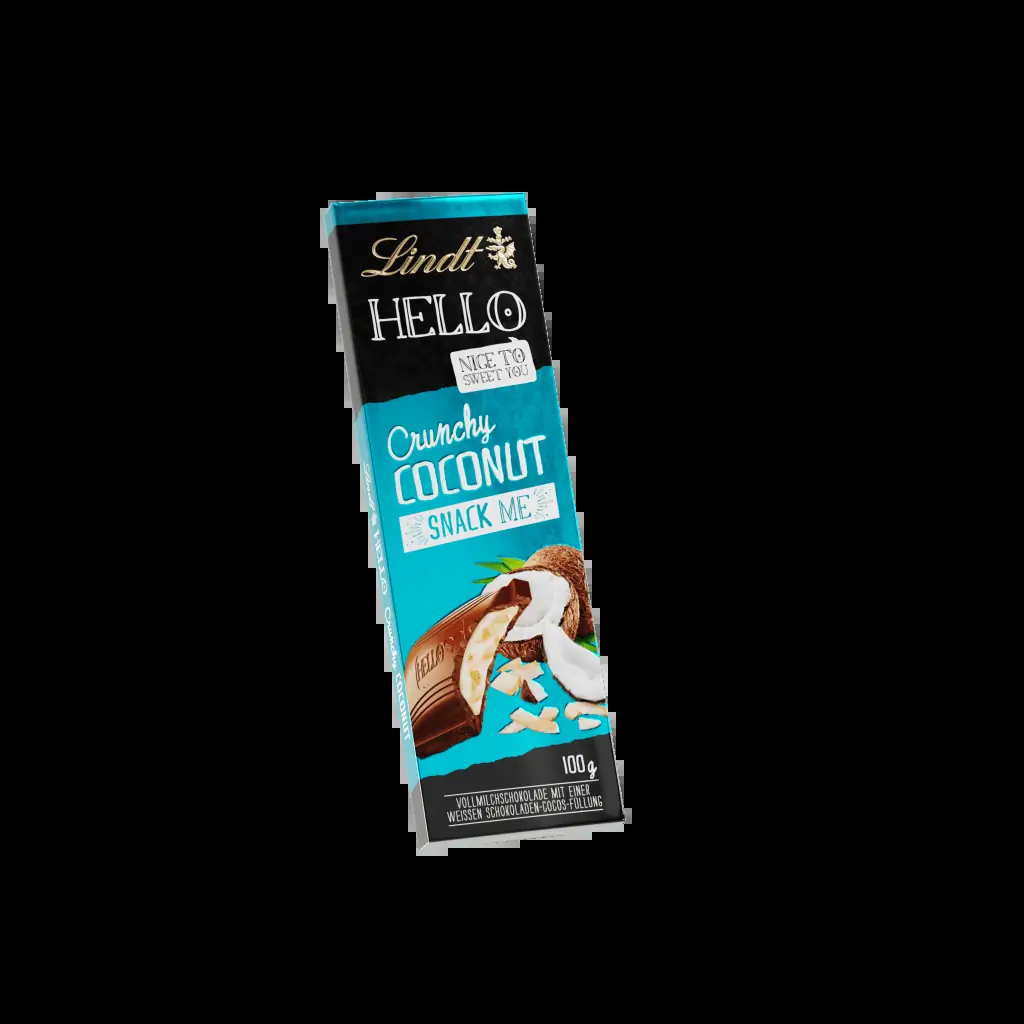 Lindt
HELLO
NICE TO
SWEET YOU
Crunchy
COCONUT
SNACK ME
HELLO
100 g
VOLLMILCHSCHOKOLADE MIT EINER
WEISSEN SCHOKOLADEN-COCOS-FÜLLUNG
Lindt HELLO Crunchy COCONUT